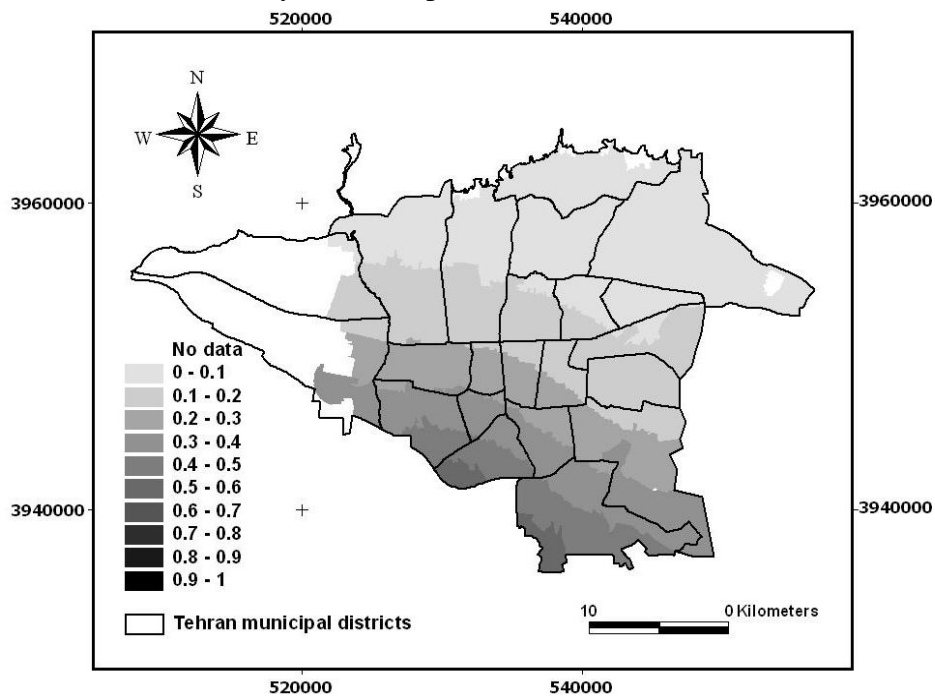 520000 540000
N
W E
S
3960000 3960000
No data
0 - 0.1
0.1 - 0.2
0.2 - 0.3
0.3 - 0.4
0.4 - 0.5
0.5 - 0.6
0.6 - 0.7
0.7 - 0.8
0.8 - 0.9
0.9 - 1
3940000 3940000
Tehran municipal districts
10 0 Kilometers
520000 540000